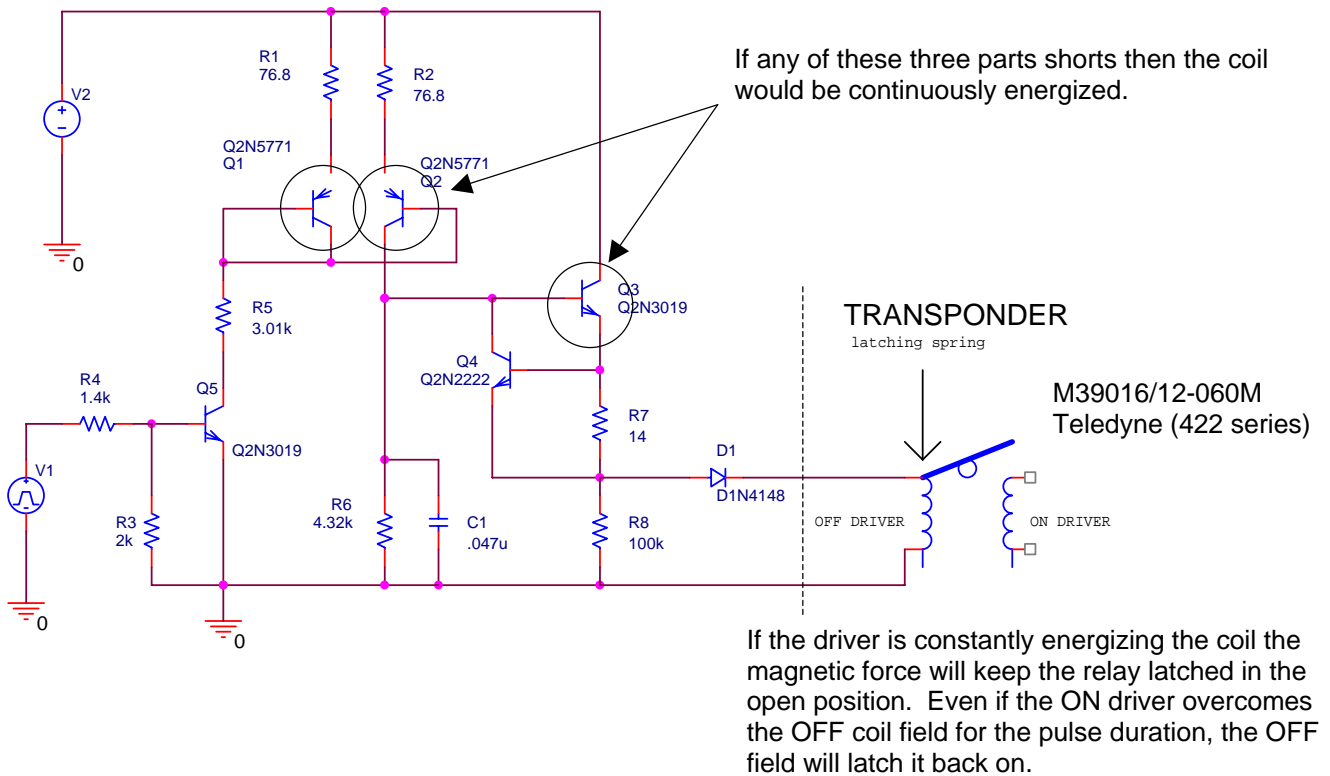 If any of these three parts shorts then the coil
would be continuously energized.
R1
76.8
R2
76.8
V2
+
−
Q2N5771
Q1
Q2N5771
Q2
0
R5
3.01k
Q3
Q2N3019
TRANSPONDER
latching spring
Q4
Q2N2222
M39016/12-060M
Teledyne (422 series)
R4
1.4k
Q5
Q2N3019
R7
14
D1
D1N4148
V1
+
−
R3
2k
R6
4.32k
C1
.047u
R8
100k
OFF DRIVER
ON DRIVER
0
0
If the driver is constantly energizing the coil the
magnetic force will keep the relay latched in the
open position. Even if the ON driver overcomes
the OFF coil field for the pulse duration, the OFF
field will latch it back on.